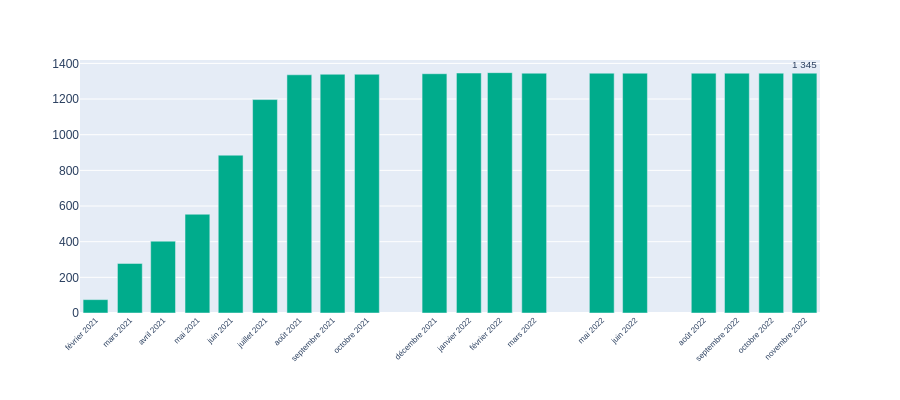 1400
1200
1000
800
600
400
200
0
1 345
février 2021
mars 2021
avril 2021
mai 2021
juin 2021
juillet 2021
août 2021
septembre 2021
octobre 2021
décembre 2021
janvier 2022
février 2022
mars 2022
mai 2022
juin 2022
août 2022
septembre 2022
octobre 2022
novembre 2022